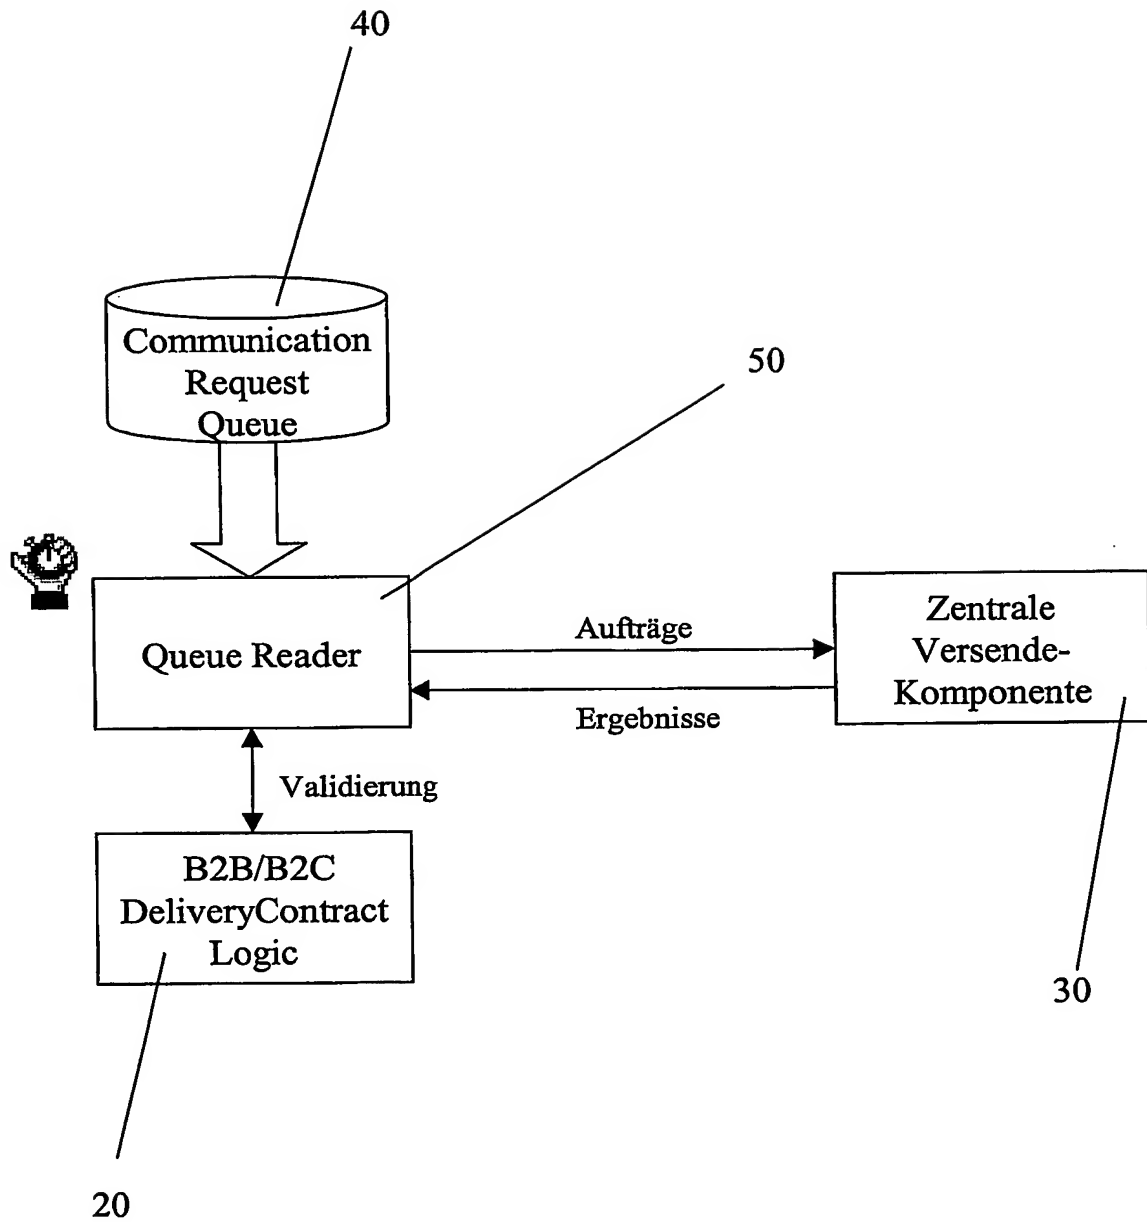 40
Communication
Request
Queue
50
Queue Reader
Aufträge
Ergebnisse
Zentrale
Versende-
Komponente
Validierung
B2B/B2C
DeliveryContract
Logic
30
20